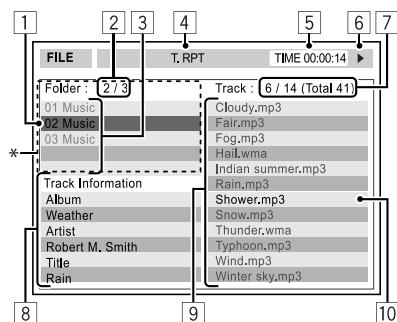 1 2 3 4 5 6 7
FILE T. RPT TIME 00:00:14
Folder : 2 / 3 Track : 6 / 14 (Total 41)
01 Music
02 Music
03 Music
*
Cloudy.mp3
Fair.mp3
Fog.mp3
Hail.wma
Indian summer.mp3
Rain.mp3
Shower.mp3
Snow.mp3
Thunder.wma
Typhoon.mp3
Wind.mp3
Winter sky.mp3
Track Information
Album
Weather
Artist
Robert M. Smith
Title
Rain
8 9 10